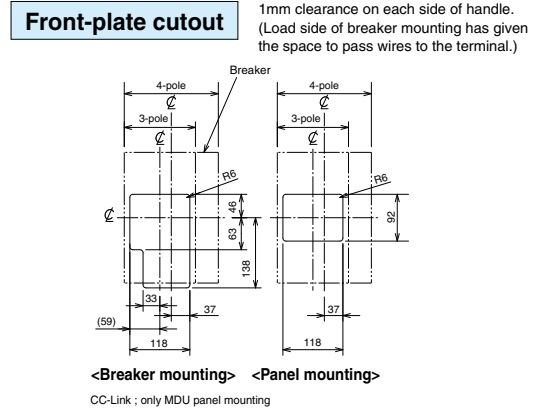 Front-plate cutout
1mm clearance on each side of handle.
(Load side of breaker mounting has given
the space to pass wires to the terminal.)
Breaker
4-pole
℄
3-pole
℄
R6
℄
46
63
138
33
37
(59)
118
4-pole
℄
3-pole
℄
R6
92
37
118
<Breaker mounting>
<Panel mounting>
CC-Link ; only MDU panel mounting